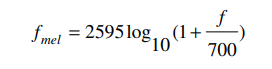 f_mel = 2595 log_10 (1 + f/700)